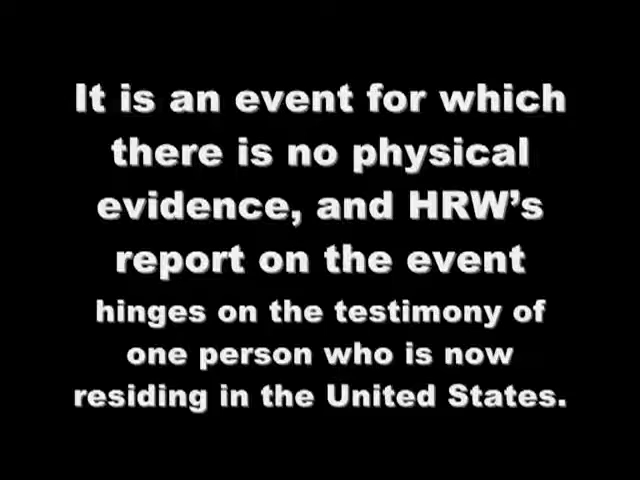 It is an event for which
there is no physical
evidence, and HRW’s
report on the event
hinges on the testimony of
one person who is now
residing in the United States.